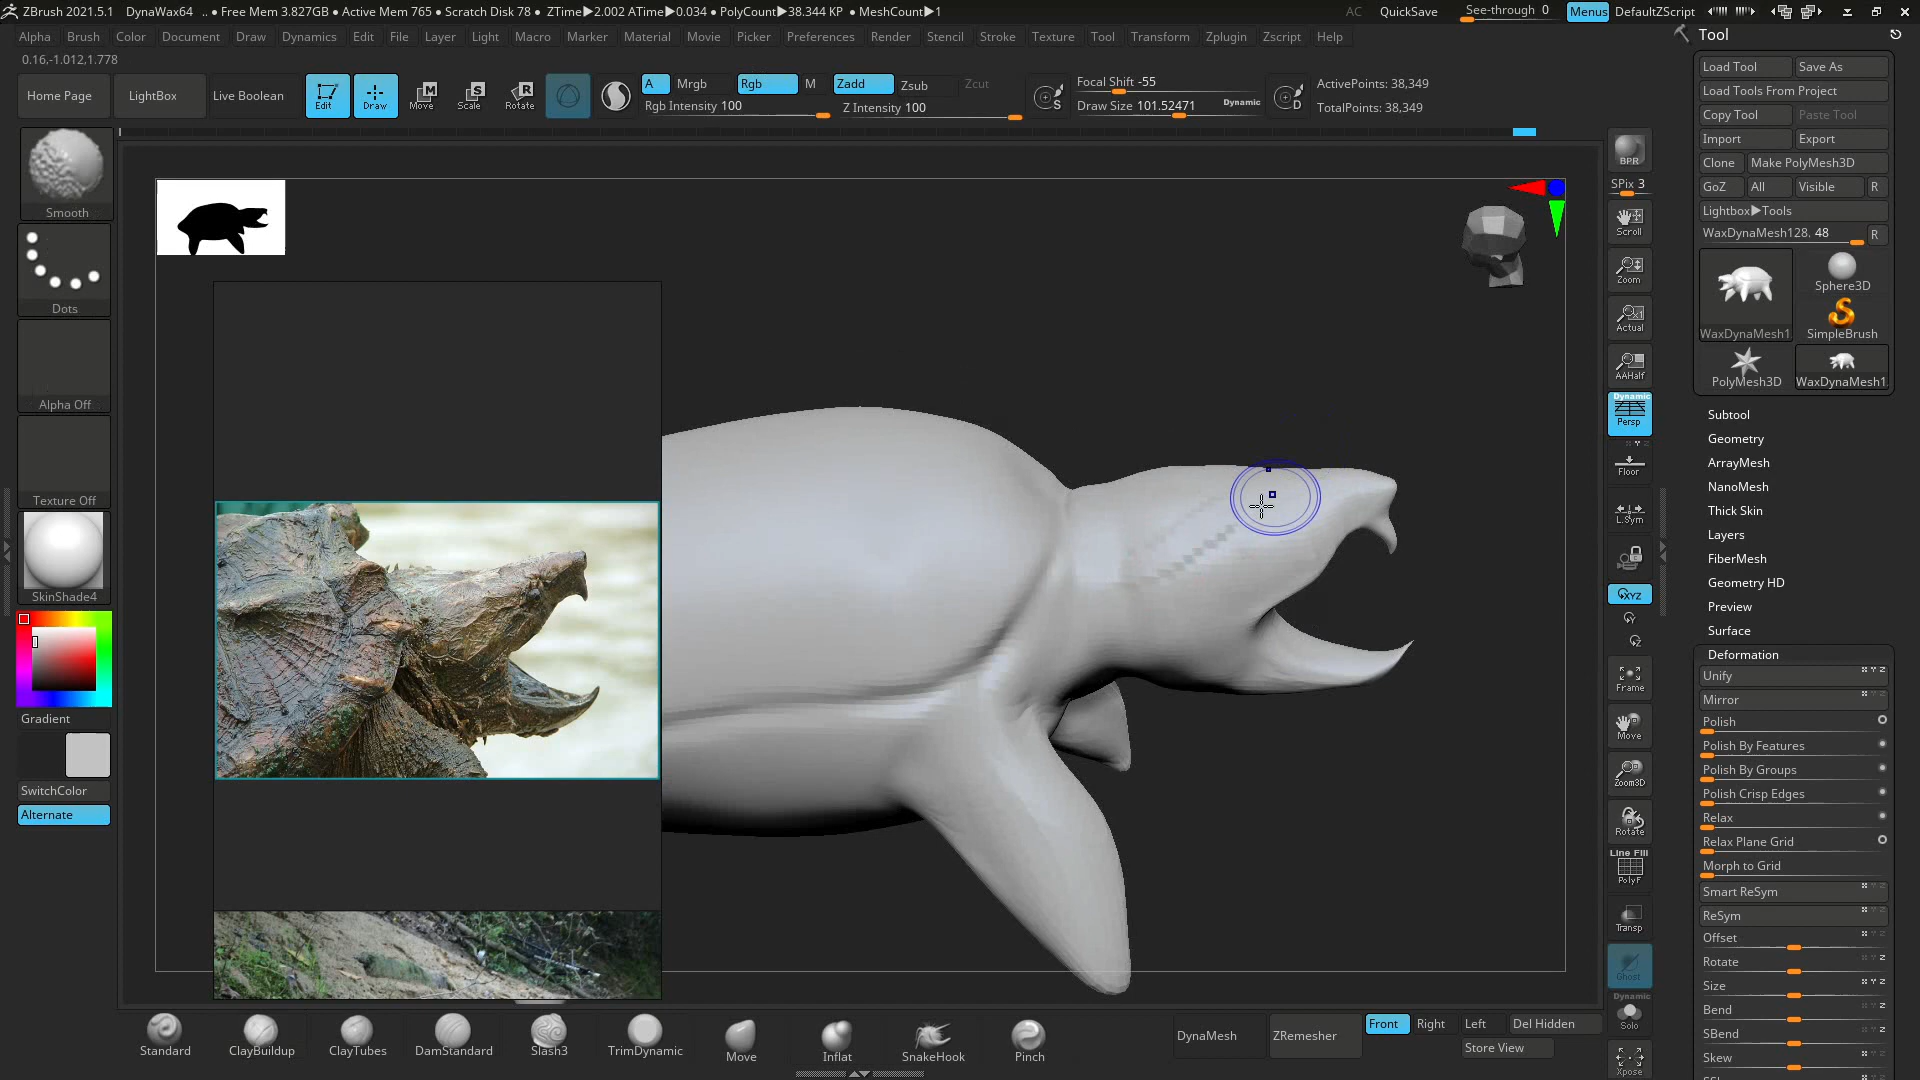 ZBrush 2021.5.1 DynaWax64 .. ● Free Mem 3.827GB ● Active Mem 765 ● Scratch Disk 78 ● ZTime▶2.002 ATime▶0.034 ● PolyCount▶38.344 KP ● MeshCount▶1
AC QuickSave See-through 0 Menus DefaultZScript
Alpha Brush Color Document Draw Dynamics Edit File Layer Light Macro Marker Material Movie Picker Preferences Render Stencil Stroke Texture Tool Transform Zplugin Zscript Help
0.16,-1.012,1.778
Home Page LightBox Live Boolean Edit Draw Move Scale Rotate
A Mrgb Rgb M Zadd Zsub Zcut
Rgb Intensity 100 Z Intensity 100
Focal Shift -55
Draw Size 101.52471 Dynamic
ActivePoints: 38,349
TotalPoints: 38,349
Smooth
Dots
Alpha Off
Texture Off
SkinShade4
Gradient
SwitchColor
Alternate
BPR
SPix 3
Scroll
Zoom
Actual
AAHalf
Dynamic
Persp
Floor
L.Sym
XYZ
Frame
Move
Zoom3D
Rotate
Line Fill
PolyF
Transp
Ghost
Dynamic
Solo
Xpose
Tool
Load Tool Save As
Load Tools From Project
Copy Tool Paste Tool
Import Export
Clone Make PolyMesh3D
GoZ All Visible R
Lightbox▶Tools
WaxDynaMesh128. 48 R
WaxDynaMesh1
Sphere3D
SimpleBrush
PolyMesh3D
WaxDynaMesh1
Subtool
Geometry
ArrayMesh
NanoMesh
Thick Skin
Layers
FiberMesh
Geometry HD
Preview
Surface
Deformation
Unify
Mirror
Polish
Polish By Features
Polish By Groups
Polish Crisp Edges
Relax
Relax Plane Grid
Morph to Grid
Smart ReSym
ReSym
Offset
Rotate
Size
Bend
SBend
Skew
Standard ClayBuildup ClayTubes DamStandard Slash3 TrimDynamic Move Inflat SnakeHook Pinch
DynaMesh ZRemesher Front Right Left Del Hidden
Store View